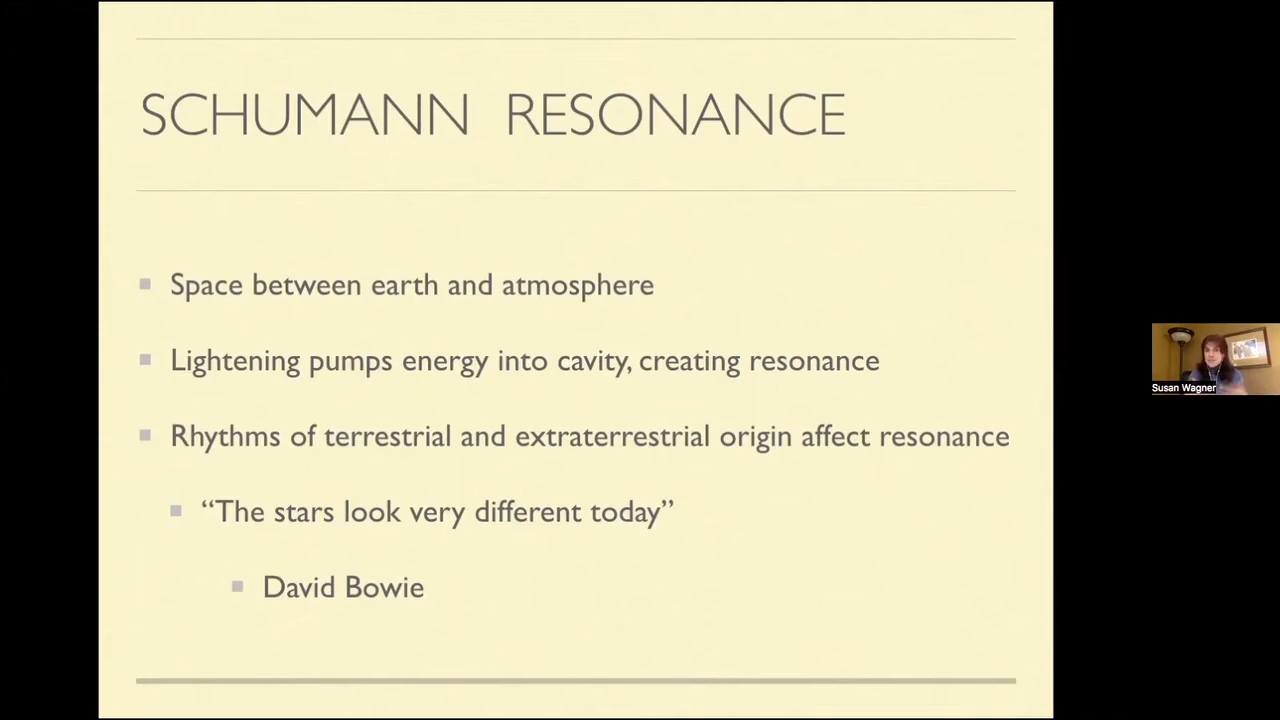 SCHUMANN RESONANCE
Space between earth and atmosphere
Lightening pumps energy into cavity, creating resonance
Rhythms of terrestrial and extraterrestrial origin affect resonance
“The stars look very different today”
David Bowie
Susan Wagner